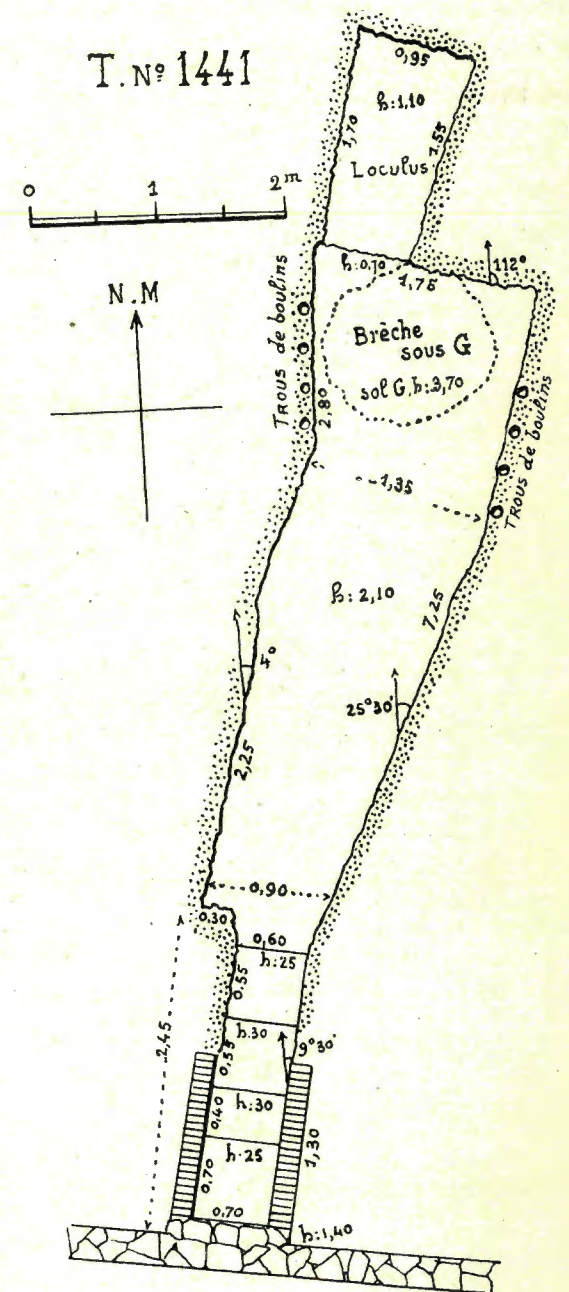 T. Nº 1441
0 1 2ᵐ
N.M
0,95
h:1,10
1,70
1,55
Loculus
h:0,10
1,75
112°
Trous de boulins
Brèche
sous G
sol G, h:3,70
Trous de boulins
2,80
1,35
h: 2,10
7,25
4°
25°30'
2,25
0,90
0,30
0,60
h:25
0,55
2,45
h:30
9°30'
0,55
h:30
0,40
h.25
1,30
0,70
0,70
h:1,40